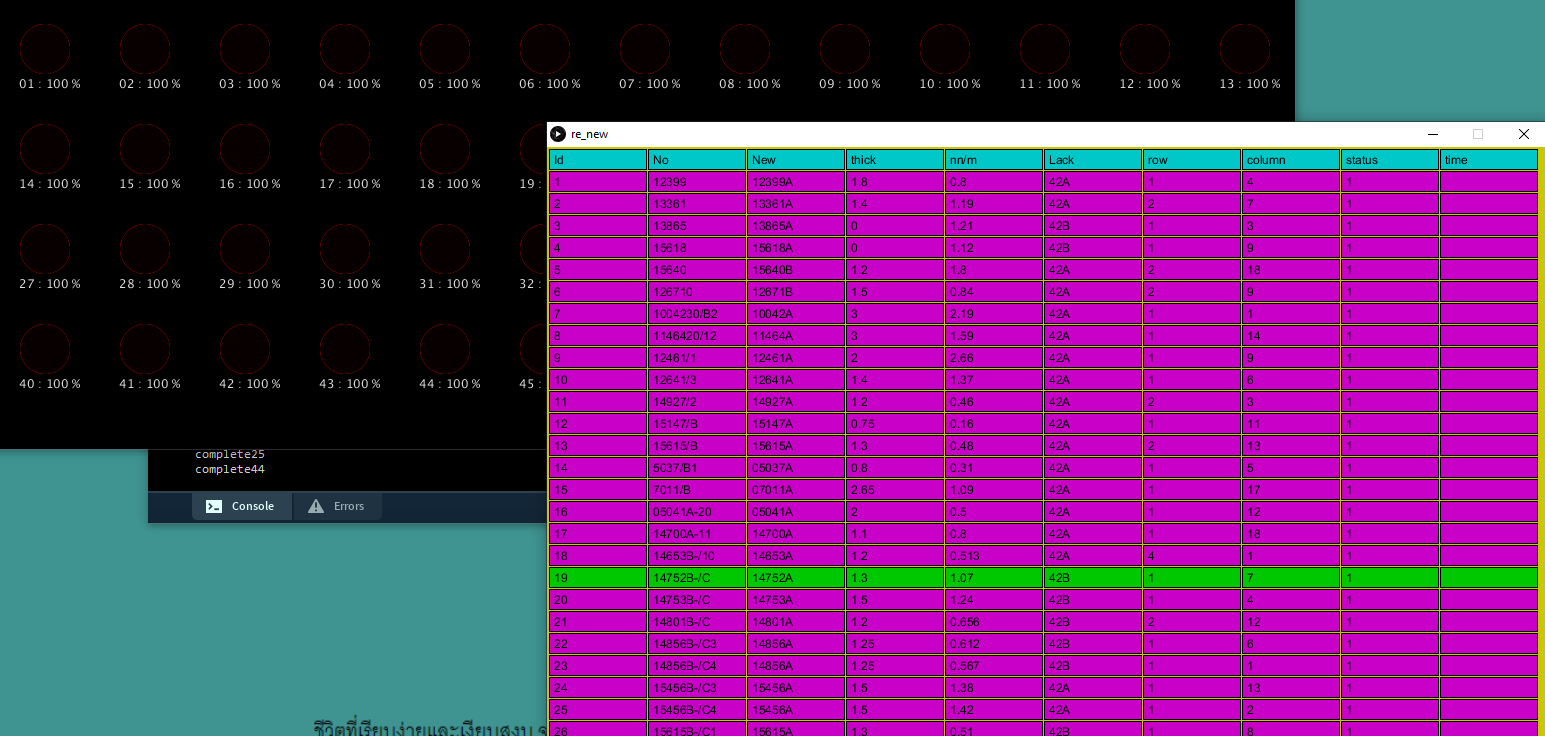 01 : 100 % 02 : 100 % 03 : 100 % 04 : 100 % 05 : 100 % 06 : 100 % 07 : 100 % 08 : 100 % 09 : 100 % 10 : 100 % 11 : 100 % 12 : 100 % 13 : 100 %
14 : 100 % 15 : 100 % 16 : 100 % 17 : 100 % 18 : 100 % 19 :
27 : 100 % 28 : 100 % 29 : 100 % 30 : 100 % 31 : 100 % 32 :
40 : 100 % 41 : 100 % 42 : 100 % 43 : 100 % 44 : 100 % 45 :
complete25
complete44
Console Errors
ชีวิตที่เรียบง่ายและเงียบสงบ จ
re_new
Id No New thick nn/m Lack row column status time
1 12399 12399A 1.8 0.8 42A 1 4 1
2 13361 13361A 1.4 1.19 42A 2 7 1
3 13865 13865A 0 1.21 42B 1 3 1
4 15618 15618A 0 1.12 42B 1 9 1
5 15640 15640B 1.2 1.8 42A 2 18 1
6 126710 12671B 1.5 0.84 42A 2 9 1
7 1004230/B2 10042A 3 2.19 42A 1 1 1
8 1146420/12 11464A 3 1.59 42A 1 14 1
9 12461/1 12461A 2 2.66 42A 1 9 1
10 12641/3 12641A 1.4 1.37 42A 1 6 1
11 14927/2 14927A 1.2 0.46 42A 2 3 1
12 15147/B 15147A 0.75 0.16 42A 1 11 1
13 15615/B 15615A 1.3 0.48 42A 2 13 1
14 5037/B1 05037A 0.8 0.31 42A 1 5 1
15 7011/B 07011A 2.65 1.09 42A 1 17 1
16 05041A-20 05041A 2 0.5 42A 1 12 1
17 14700A-11 14700A 1.1 0.8 42A 1 18 1
18 14653B-/10 14653A 1.2 0.513 42A 4 1 1
19 14752B-/C 14752A 1.3 1.07 42B 1 7 1
20 14753B-/C 14753A 1.5 1.24 42B 1 4 1
21 14801B-/C 14801A 1.2 0.656 42B 2 12 1
22 14856B-/C3 14856A 1.25 0.612 42B 1 6 1
23 14856B-/C4 14856A 1.25 0.567 42B 1 1 1
24 15456B-/C3 15456A 1.5 1.38 42A 1 13 1
25 15456B-/C4 15456A 1.5 1.42 42A 1 2 1
26 15615B-/C1 15615A 1.3 0.51 42B 1 8 1